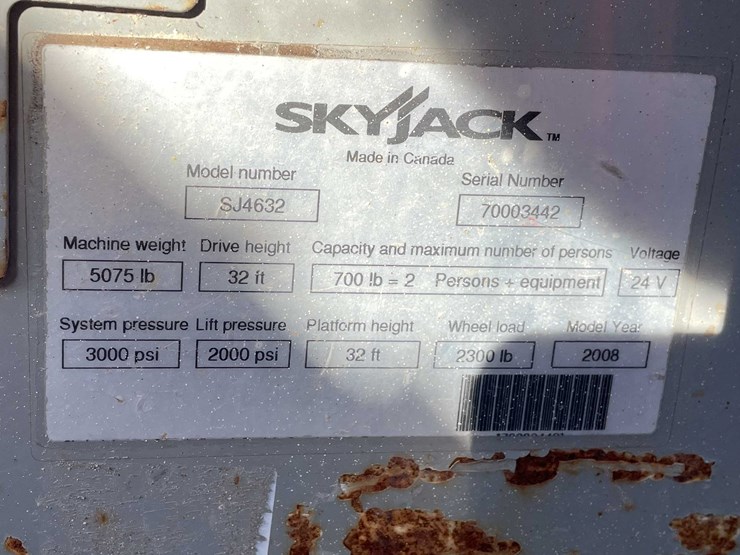 SKYJACK TM
Made in Canada
Model number Serial Number
SJ4632 70003442
Machine weight Drive height Capacity and maximum number of persons Voltage
5075 lb 32 ft 700 lb = 2 Persons + equipment 24 V
System pressure Lift pressure Platform height Wheel load Model Year
3000 psi 2000 psi 32 ft 2300 lb 2008